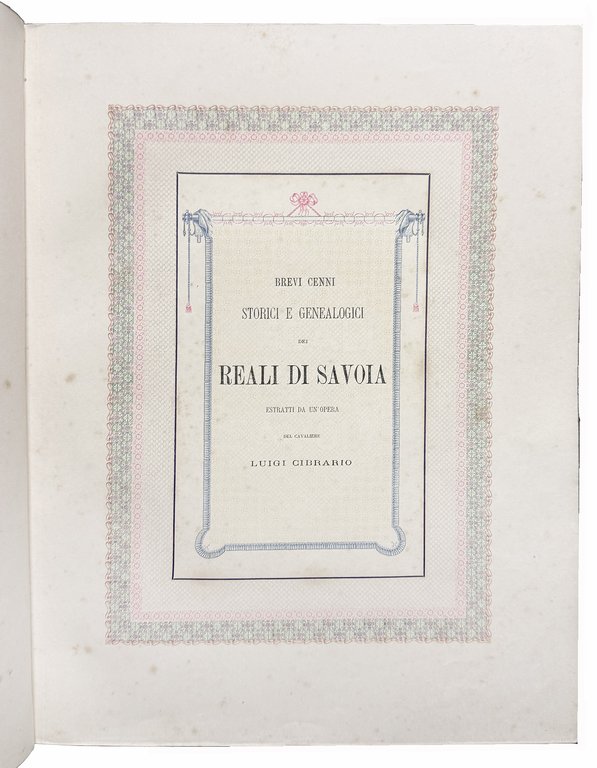 BREVI CENNI
STORICI E GENEALOGICI
DEI
REALI DI SAVOIA
ESTRATTI DA UN'OPERA
DEL CAVALIERE
LUIGI CIBRARIO